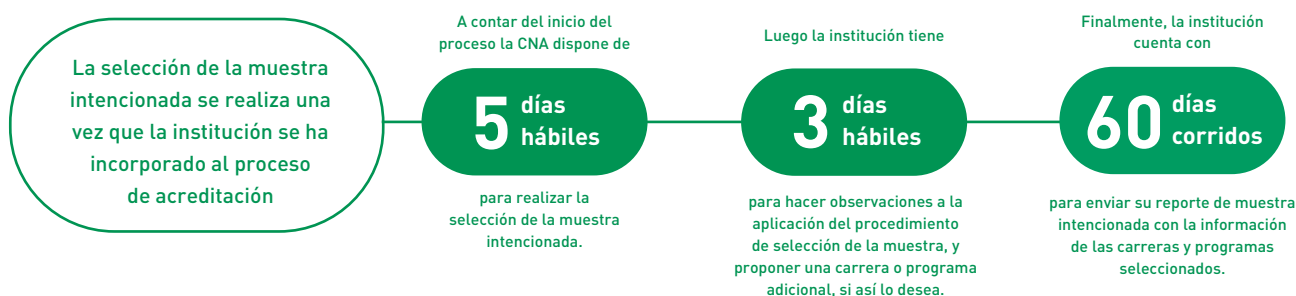 La selección de la muestra
intencionada se realiza una
vez que la institución se ha
incorporado al proceso
de acreditación
A contar del inicio del
proceso la CNA dispone de
5 días
hábiles
para realizar la
selección de la muestra
intencionada.
Luego la institución tiene
3 días
hábiles
para hacer observaciones a la
aplicación del procedimiento
de selección de la muestra, y
proponer una carrera o programa
adicional, si así lo desea.
Finalmente, la institución
cuenta con
60 días
corridos
para enviar su reporte de muestra
intencionada con la información
de las carreras y programas
seleccionados.